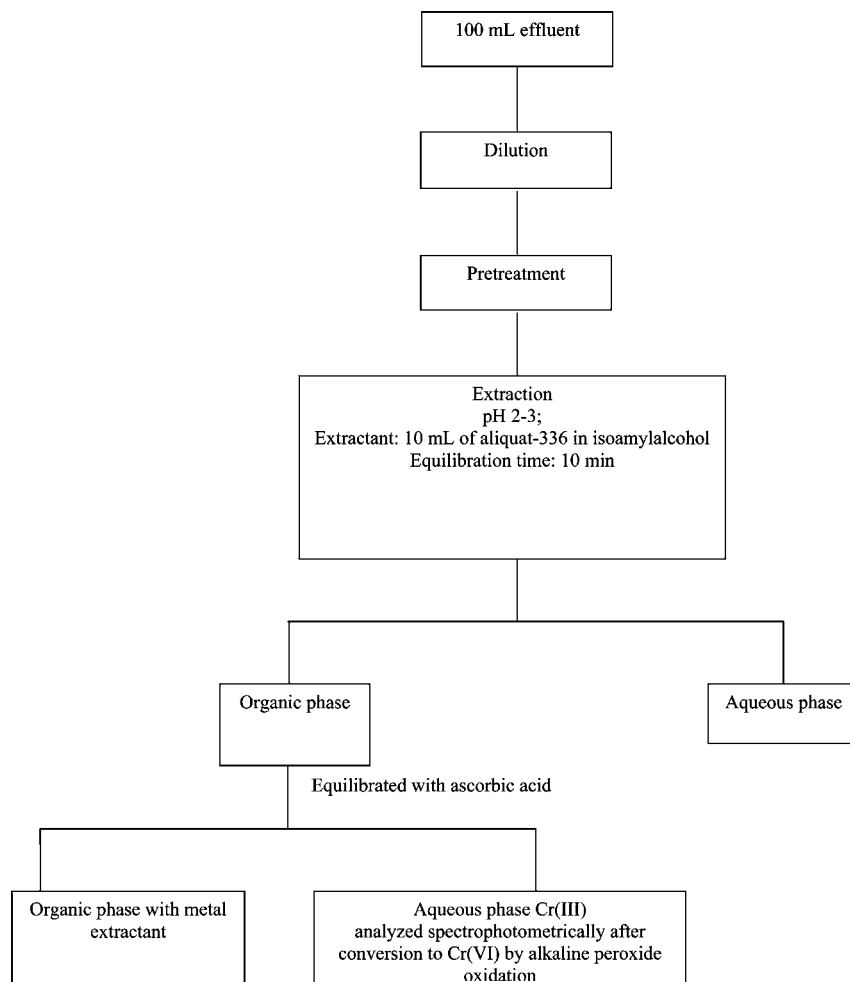 100 mL effluent
Dilution
Pretreatment
Extraction
pH 2-3;
Extractant: 10 mL of aliquat-336 in isoamylalcohol
Equilibration time: 10 min
Organic phase
Aqueous phase
Equilibrated with ascorbic acid
Organic phase with metal
extractant
Aqueous phase Cr(III)
analyzed spectrophotometrically after
conversion to Cr(VI) by alkaline peroxide
oxidation